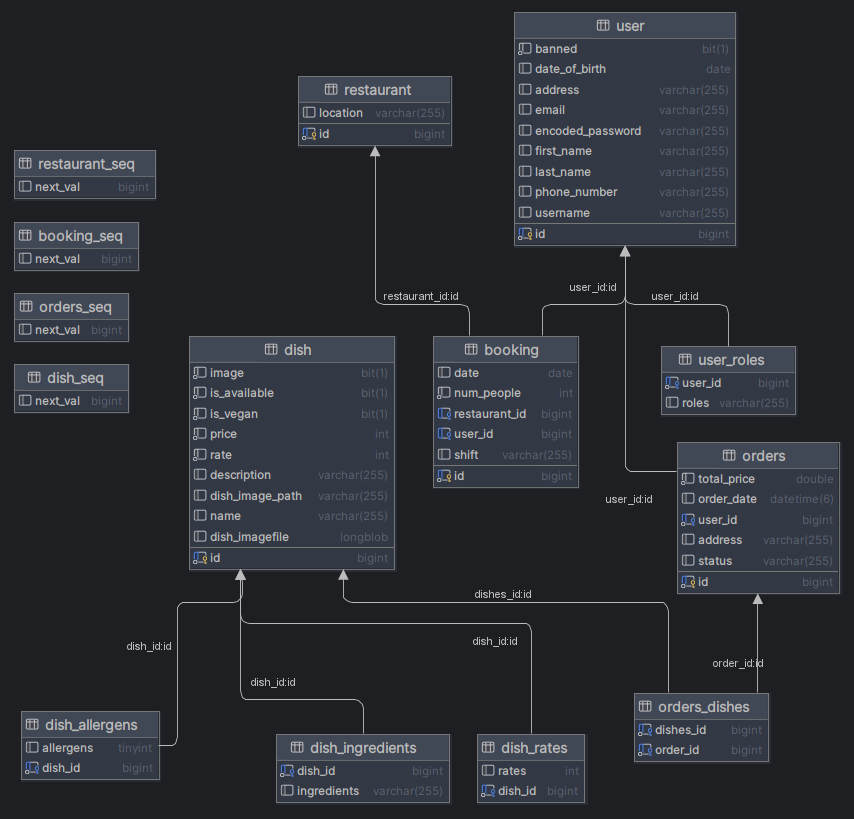 user
banned bit(1)
date_of_birth date
address varchar(255)
email varchar(255)
encoded_password varchar(255)
first_name varchar(255)
last_name varchar(255)
phone_number varchar(255)
username varchar(255)
id bigint
restaurant
location varchar(255)
id bigint
restaurant_seq
next_val bigint
booking_seq
next_val bigint
orders_seq
next_val bigint
dish_seq
next_val bigint
restaurant_id:id
user_id:id
user_id:id
dish
image bit(1)
is_available bit(1)
is_vegan bit(1)
price int
rate int
description varchar(255)
dish_image_path varchar(255)
name varchar(255)
dish_imagefile longblob
id bigint
booking
date date
num_people int
restaurant_id bigint
user_id bigint
shift varchar(255)
id bigint
user_roles
user_id bigint
roles varchar(255)
user_id:id
orders
total_price double
order_date datetime(6)
user_id bigint
address varchar(255)
status varchar(255)
id bigint
dishes_id:id
dish_id:id
dish_id:id
dish_id:id
order_id:id
dish_allergens
allergens tinyint
dish_id bigint
dish_ingredients
dish_id bigint
ingredients varchar(255)
dish_rates
rates int
dish_id bigint
orders_dishes
dishes_id bigint
order_id bigint